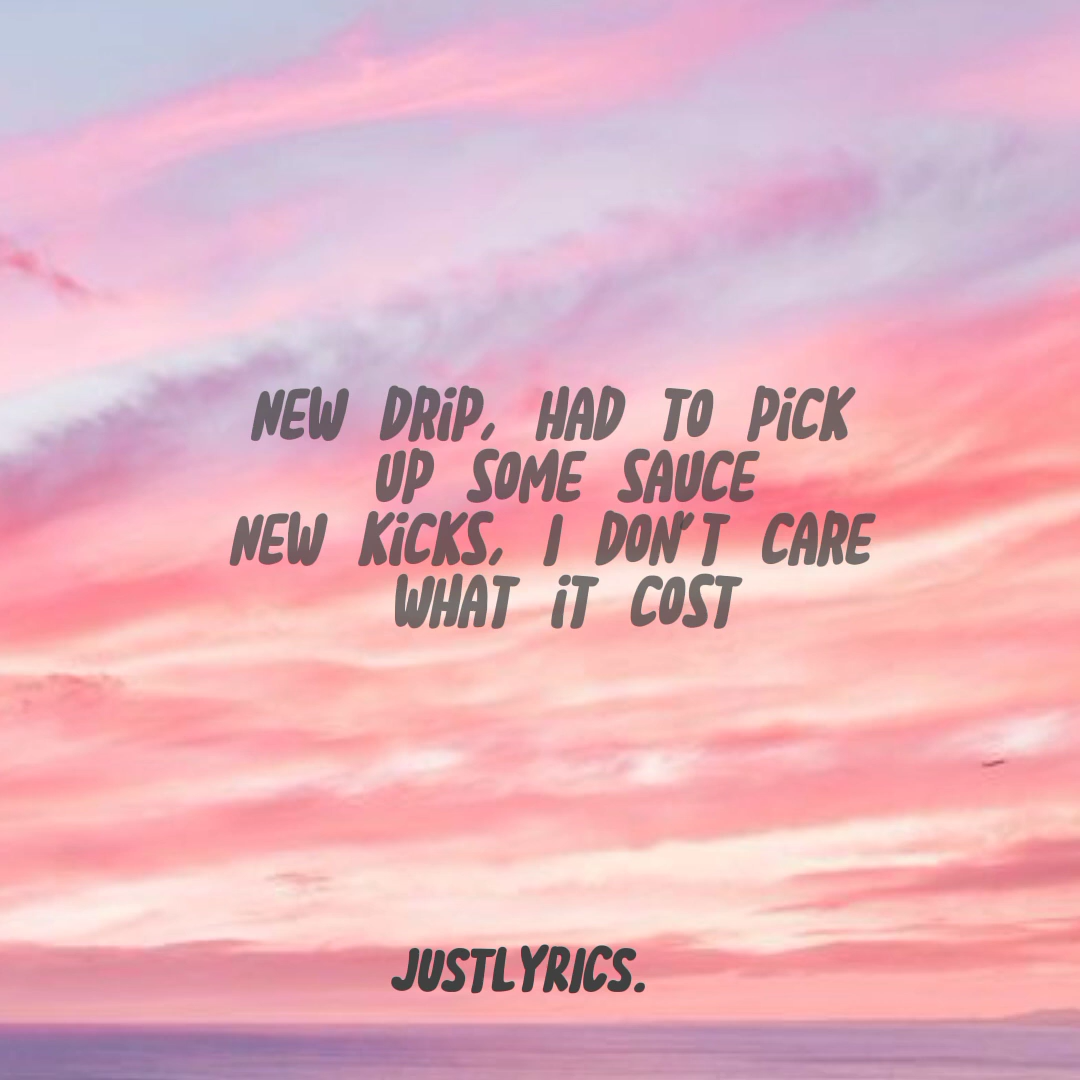 NEW DRiP, HAD TO PiCK
UP SOME SAUCE
NEW KiCKS, I DON'T CARE
WHAT iT COST
JUSTLYRICS.